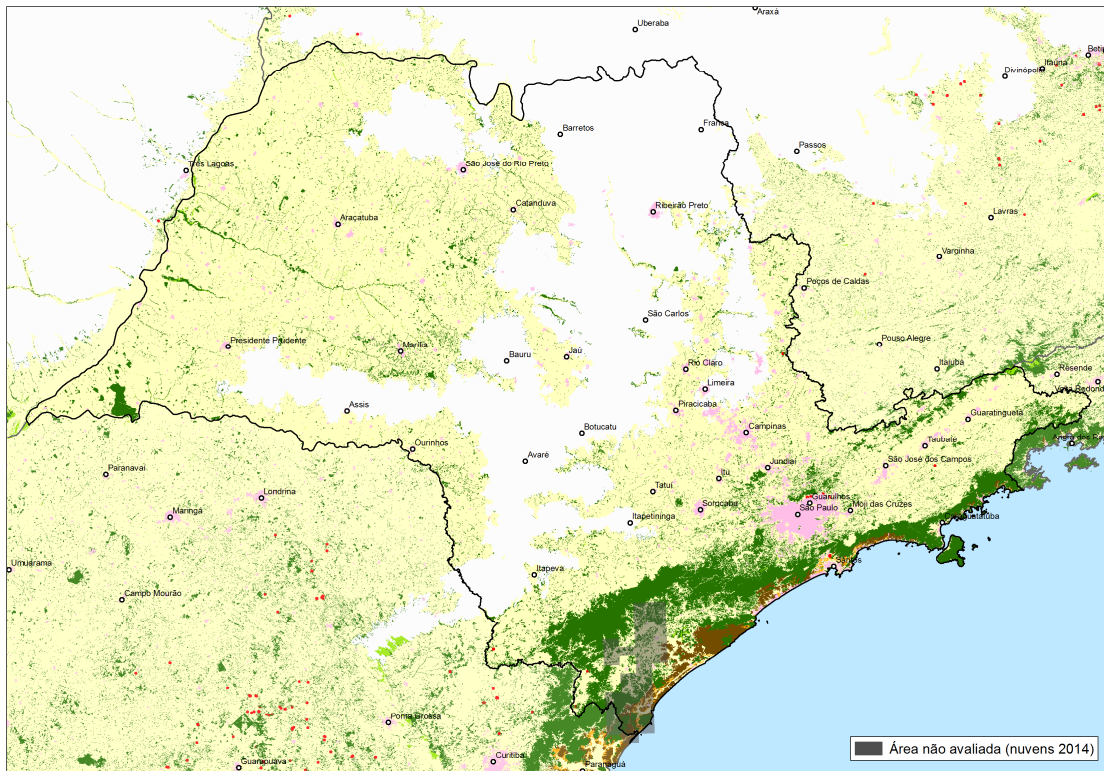 Araxá
Uberaba
Betim
Itaúna
Divinópolis
Barretos
Franca
Passos
Três Lagoas
São José do Rio Preto
Catanduva
Ribeirão Preto
Araçatuba
Lavras
Varginha
Poços de Caldas
São Carlos
Presidente Prudente
Marília
Bauru
Jaú
Pouso Alegre
Rio Claro
Itajubá
Resende
Limeira
Volta Redonda
Assis
Piracicaba
Guaratinguetá
Botucatu
Campinas
Taubaté
Angra dos Reis
Ourinhos
Avaré
Jundiaí
São José dos Campos
Paranavaí
Itu
Tatuí
Londrina
Guarulhos
Sorocaba
São Paulo
Moji das Cruzes
Maringá
Itapetininga
Caraguatatuba
Umuarama
Itapeva
Santos
Campo Mourão
Ponta Grossa
Área não avaliada (nuvens 2014)
Curitiba
Guarapuava
Paranaguá